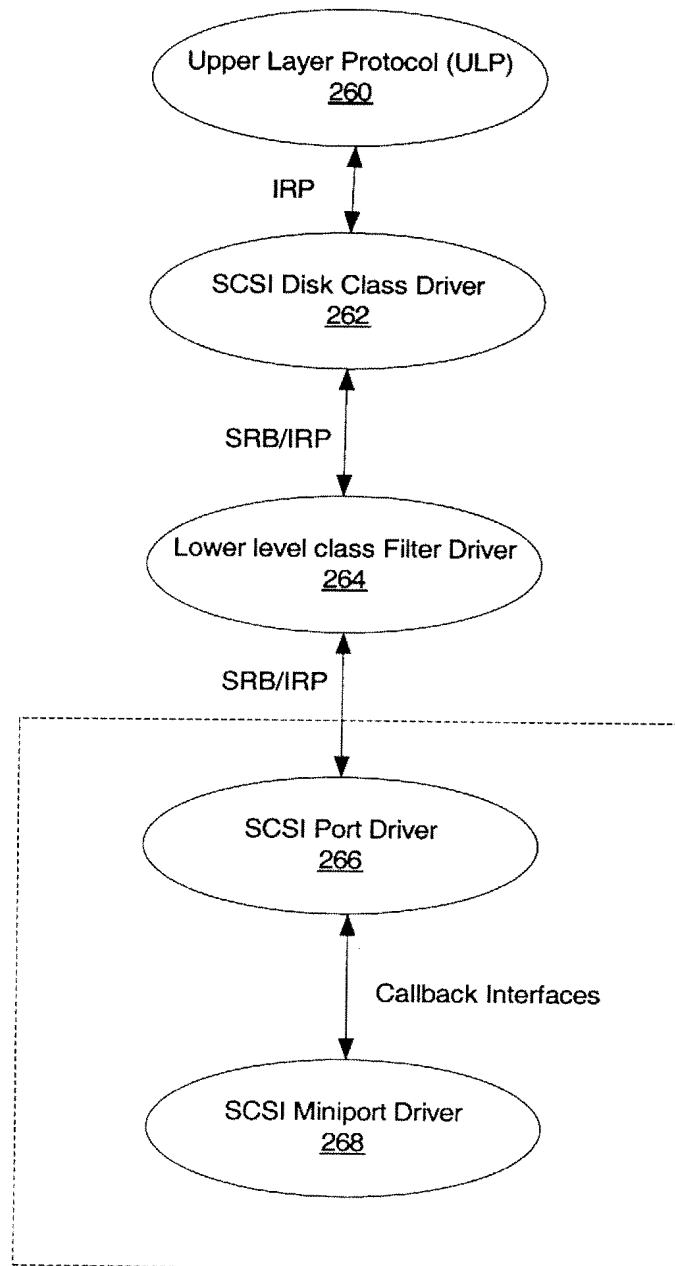 Upper Layer Protocol (ULP)
260
IRP
SCSI Disk Class Driver
262
SRB/IRP
Lower level class Filter Driver
264
SRB/IRP
SCSI Port Driver
266
Callback Interfaces
SCSI Miniport Driver
268